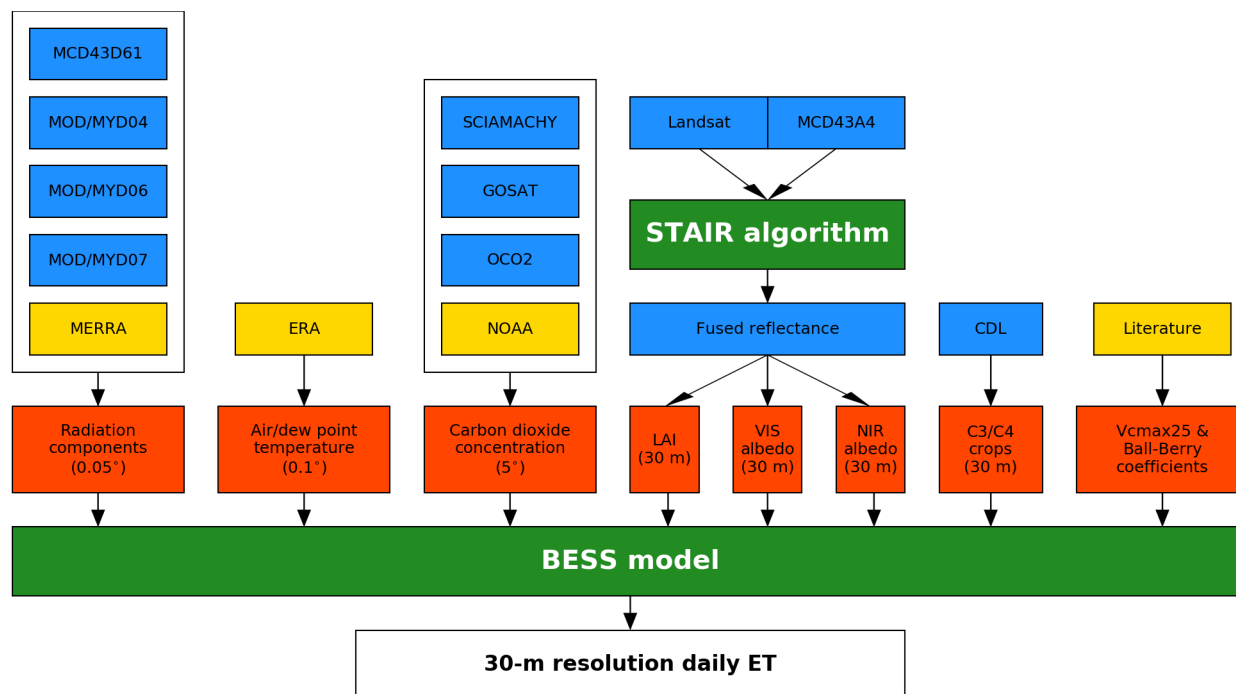 MCD43D61
MOD/MYD04
MOD/MYD06
MOD/MYD07
MERRA
ERA
SCIAMACHY
GOSAT
OCO2
NOAA
Landsat
MCD43A4
STAIR algorithm
Fused reflectance
CDL
Literature
Radiation
components
(0.05°)
Air/dew point
temperature
(0.1°)
Carbon dioxide
concentration
(5°)
LAI
(30 m)
VIS
albedo
(30 m)
NIR
albedo
(30 m)
C3/C4
crops
(30 m)
Vcmax25 &
Ball-Berry
coefficients
BESS model
30-m resolution daily ET